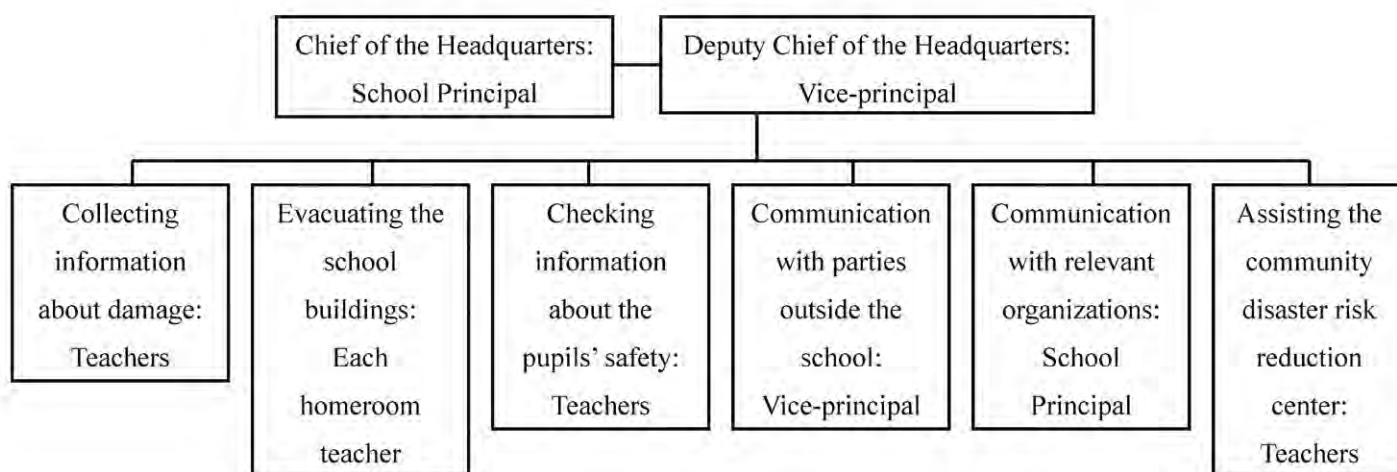 Chief of the Headquarters:
School Principal
Deputy Chief of the Headquarters:
Vice-principal
Collecting
information
about damage:
Teachers
Evacuating the
school
buildings:
Each
homeroom
teacher
Checking
information
about the
pupils’ safety:
Teachers
Communication
with parties
outside the
school:
Vice-principal
Communication
with relevant
organizations:
School
Principal
Assisting the
community
disaster risk
reduction
center:
Teachers